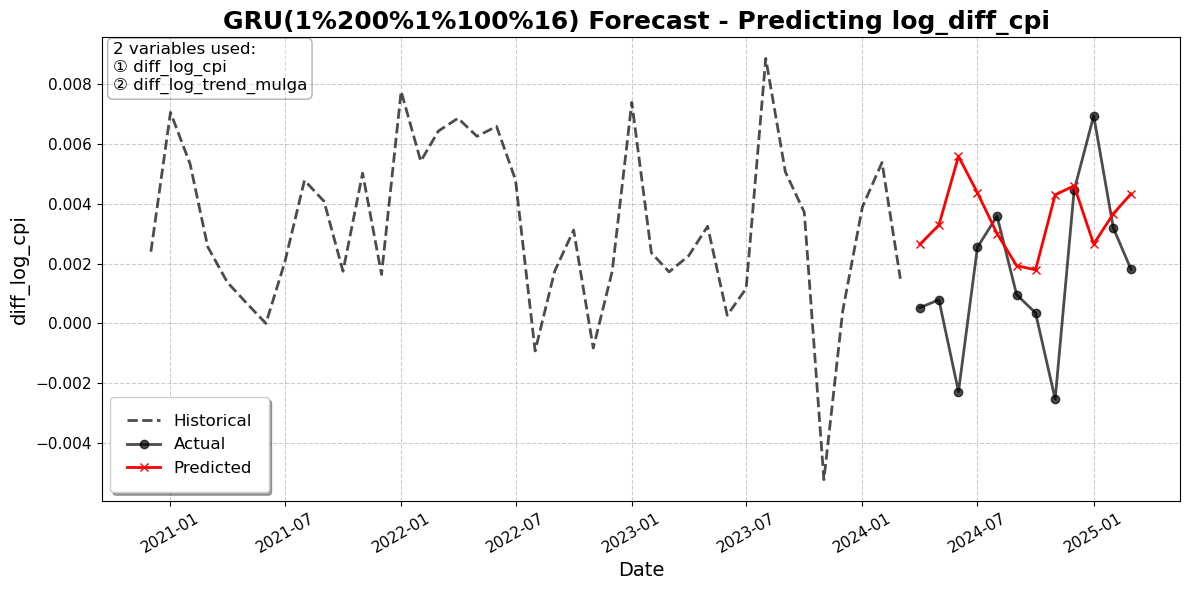 GRU(1%200%1%100%16) Forecast - Predicting log_diff_cpi
2 variables used:
① diff_log_cpi
② diff_log_trend_mulga
diff_log_cpi
0.008
0.006
0.004
0.002
0.000
−0.002
−0.004
Historical
Actual
Predicted
2021-01
2021-07
2022-01
2022-07
2023-01
2023-07
2024-01
2024-07
2025-01
Date